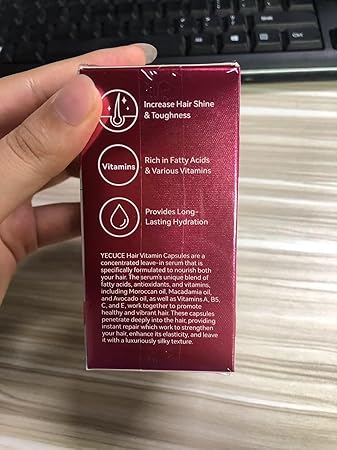 Increase Hair Shine
& Toughness
Vitamins
Rich in Fatty Acids
& Various Vitamins
Provides Long-
Lasting Hydration
YECUCE Hair Vitamin Capsules are a
concentrated leave-in serum that is
specifically formulated to nourish both
your hair. The serum's unique blend of
fatty acids, antioxidants, and vitamins,
including Moroccan oil, Macadamia oil,
and Avocado oil, as well as Vitamins A, B5,
C, and E, work together to promote
healthy and vibrant hair. These capsules
penetrate deeply into the hair, providing
instant repair which work to strengthen
your hair, enhance its elasticity, and leave
it with a luxuriously silky texture.